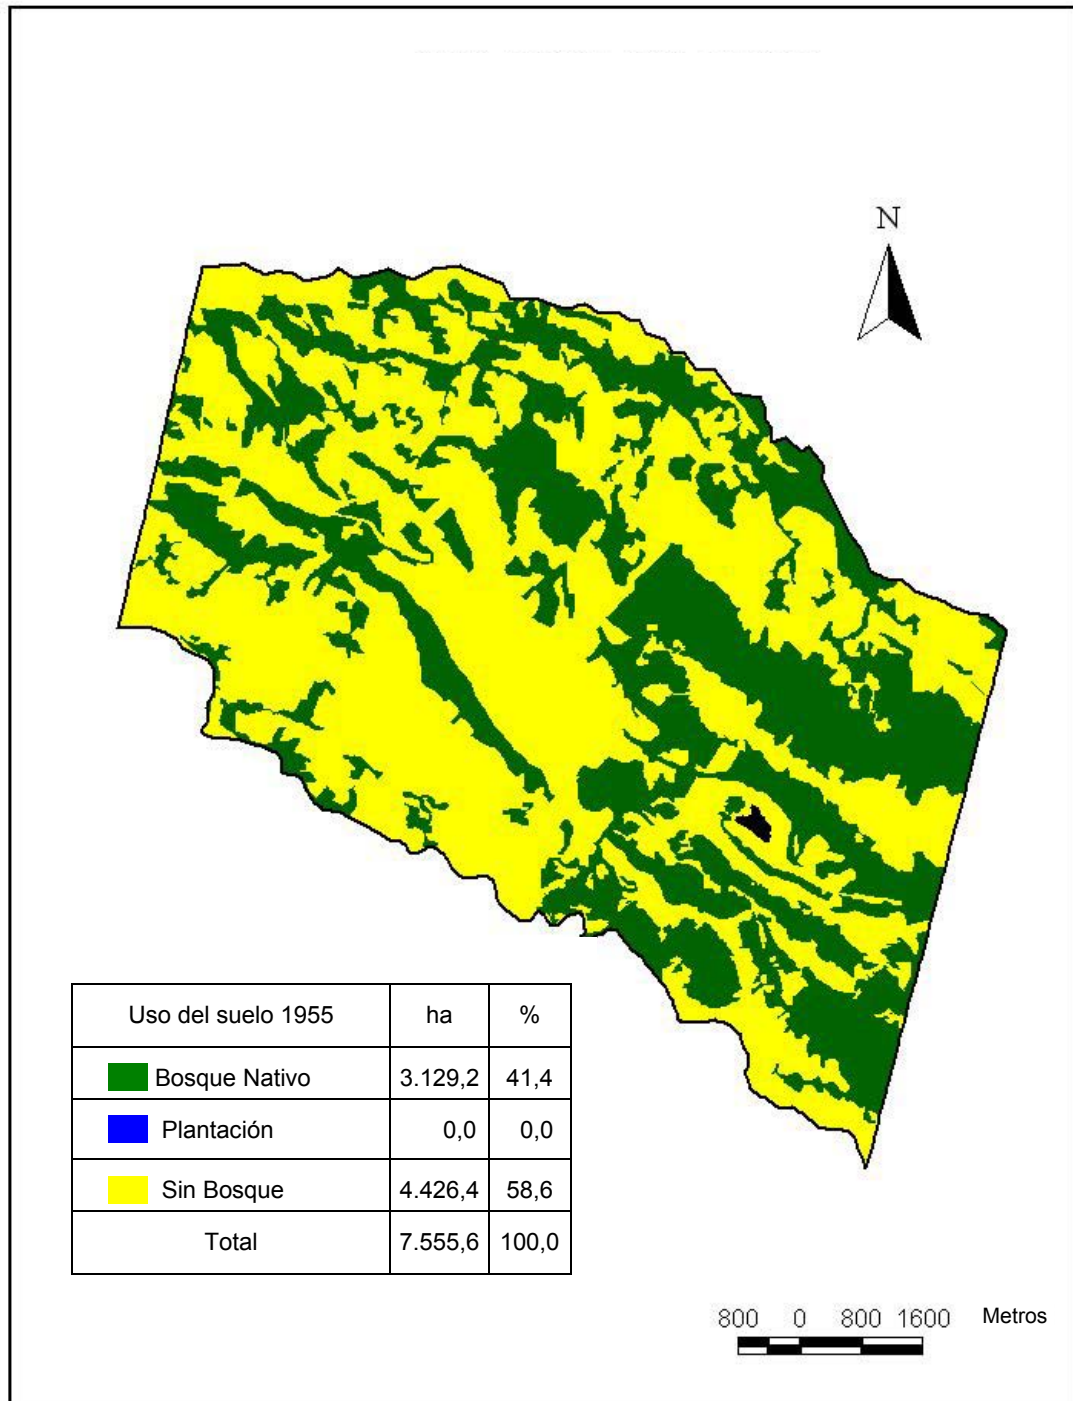 N
Uso del suelo 1955 ha %
Bosque Nativo 3.129,2 41,4
Plantación 0,0 0,0
Sin Bosque 4.426,4 58,6
Total 7.555,6 100,0
800 0 800 1600 Metros